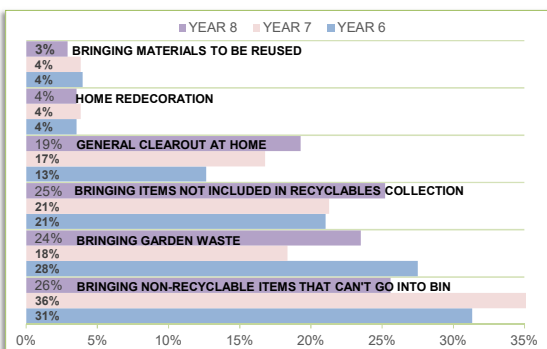 YEAR 8 YEAR 7 YEAR 6
3% BRINGING MATERIALS TO BE REUSED
4%
4%
4% HOME REDECORATION
4%
4%
19% GENERAL CLEAROUT AT HOME
17%
13%
25% BRINGING ITEMS NOT INCLUDED IN RECYCLABLES COLLECTION
21%
21%
24% BRINGING GARDEN WASTE
18%
28%
26% BRINGING NON-RECYCLABLE ITEMS THAT CAN'T GO INTO BIN
36%
31%
0% 5% 10% 15% 20% 25% 30% 35%